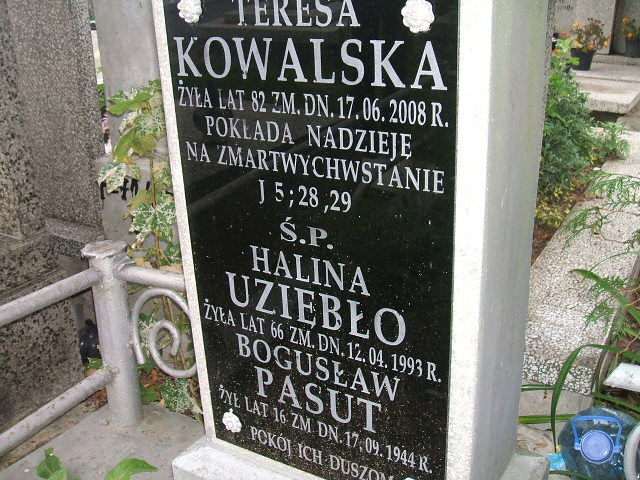 TERESA
KOWALSKA
ŻYŁA LAT 82 ZM. DN. 17.06.2008 R.
POKŁADA NADZIEJĘ
NA ZMARTWYCHWSTANIE
J 5;28,29
Ś.P.
HALINA
UZIĘBŁO
ŻYŁA LAT 66 ZM. DN. 12.04.1993 R.
BOGUSŁAW
PASUT
ŻYŁ LAT 16 ZM. DN. 17.09.1944 R.
POKÓJ ICH DUSZOM